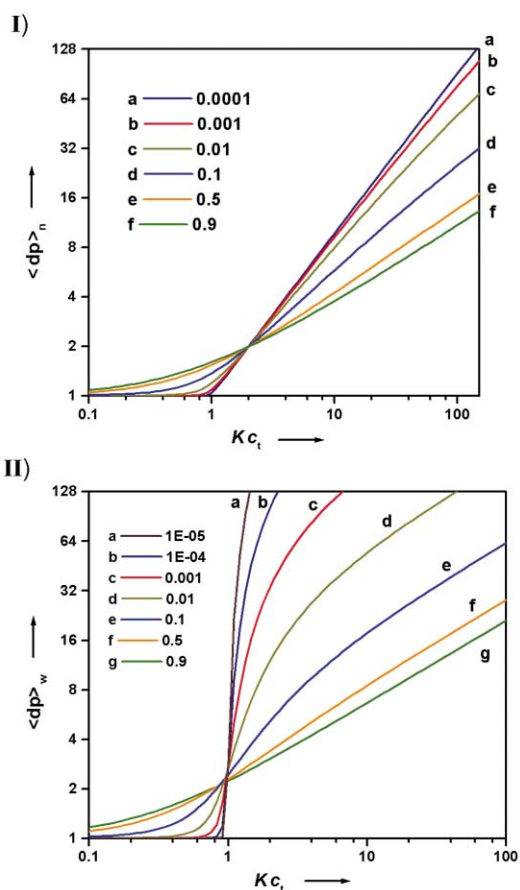 I)
128
64
32
16
8
4
2
1
<dp>n
a 0.0001
b 0.001
c 0.01
d 0.1
e 0.5
f 0.9
a
b
c
d
e
f
0.1 1 10 100
Kct
II)
128
64
32
16
8
4
2
1
<dp>w
a 1E-05
b 1E-04
c 0.001
d 0.01
e 0.1
f 0.5
g 0.9
a b c d
e
f
g
0.1 1 10 100
Kct